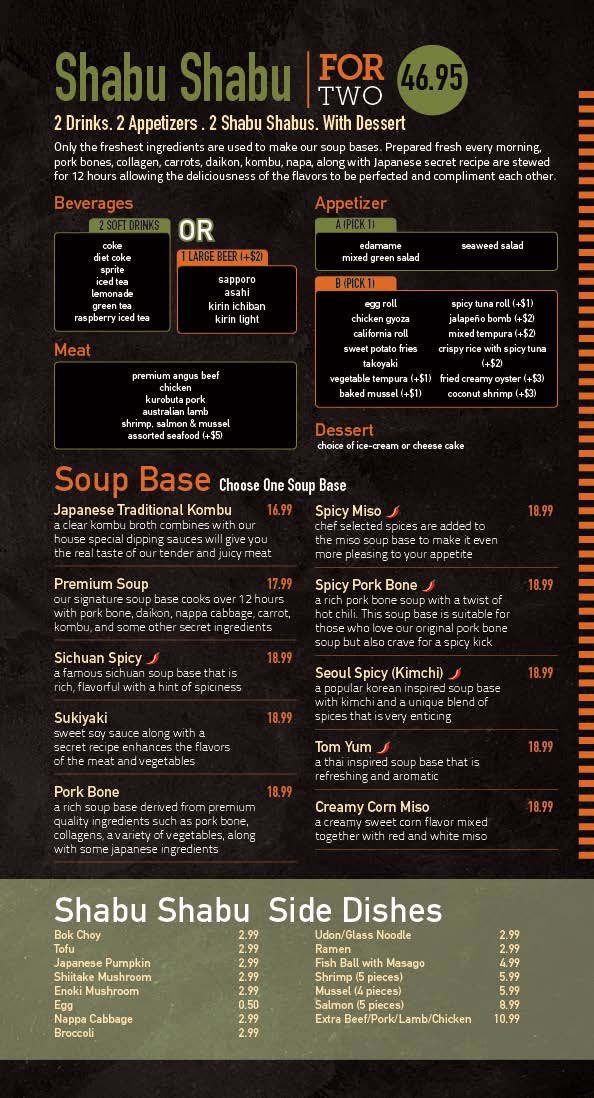 Shabu Shabu
FOR
TWO
46.95
2 Drinks. 2 Appetizers . 2 Shabu Shabus. With Dessert
Only the freshest ingredients are used to make our soup bases. Prepared fresh every morning,
pork bones, collagen, carrots, daikon, kombu, napa, along with Japanese secret recipe are stewed
for 12 hours allowing the deliciousness of the flavors to be perfected and compliment each other.
Beverages
2 SOFT DRINKS
coke
diet coke
sprite
iced tea
lemonade
green tea
raspberry iced tea
OR
1 LARGE BEER (+$2)
sapporo
asahi
kirin ichiban
kirin light
Meat
premium angus beef
chicken
kurobuta pork
australian lamb
shrimp, salmon & mussel
assorted seafood (+$5)
Appetizer
A (PICK 1)
edamame
mixed green salad
seaweed salad
B (PICK 1)
egg roll
chicken gyoza
california roll
sweet potato fries
takoyaki
vegetable tempura (+$1)
baked mussel (+$1)
spicy tuna roll (+$1)
jalapeño bomb (+$2)
mixed tempura (+$2)
crispy rice with spicy tuna
(+$2)
fried creamy oyster (+$3)
coconut shrimp (+$3)
Dessert
choice of ice-cream or cheese cake
Soup Base Choose One Soup Base
Japanese Traditional Kombu 16.99
a clear kombu broth combines with our
house special dipping sauces will give you
the real taste of our tender and juicy meat
Premium Soup 17.99
our signature soup base cooks over 12 hours
with pork bone, daikon, nappa cabbage, carrot,
kombu, and some other secret ingredients
Sichuan Spicy 18.99
a famous sichuan soup base that is
rich, flavorful with a hint of spiciness
Sukiyaki 18.99
sweet soy sauce along with a
secret recipe enhances the flavors
of the meat and vegetables
Pork Bone 18.99
a rich soup base derived from premium
quality ingredients such as pork bone,
collagens, a variety of vegetables, along
with some japanese ingredients
Spicy Miso 18.99
chef selected spices are added to
the miso soup base to make it even
more pleasing to your appetite
Spicy Pork Bone 18.99
a rich pork bone soup with a twist of
hot chili. This soup base is suitable for
those who love our original pork bone
soup but also crave for a spicy kick
Seoul Spicy (Kimchi) 18.99
a popular korean inspired soup base
with kimchi and a unique blend of
spices that is very enticing
Tom Yum 18.99
a thai inspired soup base that is
refreshing and aromatic
Creamy Corn Miso 18.99
a creamy sweet corn flavor mixed
together with red and white miso
Shabu Shabu Side Dishes
Bok Choy 2.99
Tofu 2.99
Japanese Pumpkin 2.99
Shiitake Mushroom 2.99
Enoki Mushroom 2.99
Egg 0.50
Nappa Cabbage 2.99
Broccoli 2.99
Udon/Glass Noodle 2.99
Ramen 2.99
Fish Ball with Masago 4.99
Shrimp (5 pieces) 5.99
Mussel (4 pieces) 5.99
Salmon (5 pieces) 8.99
Extra Beef/Pork/Lamb/Chicken 10.99